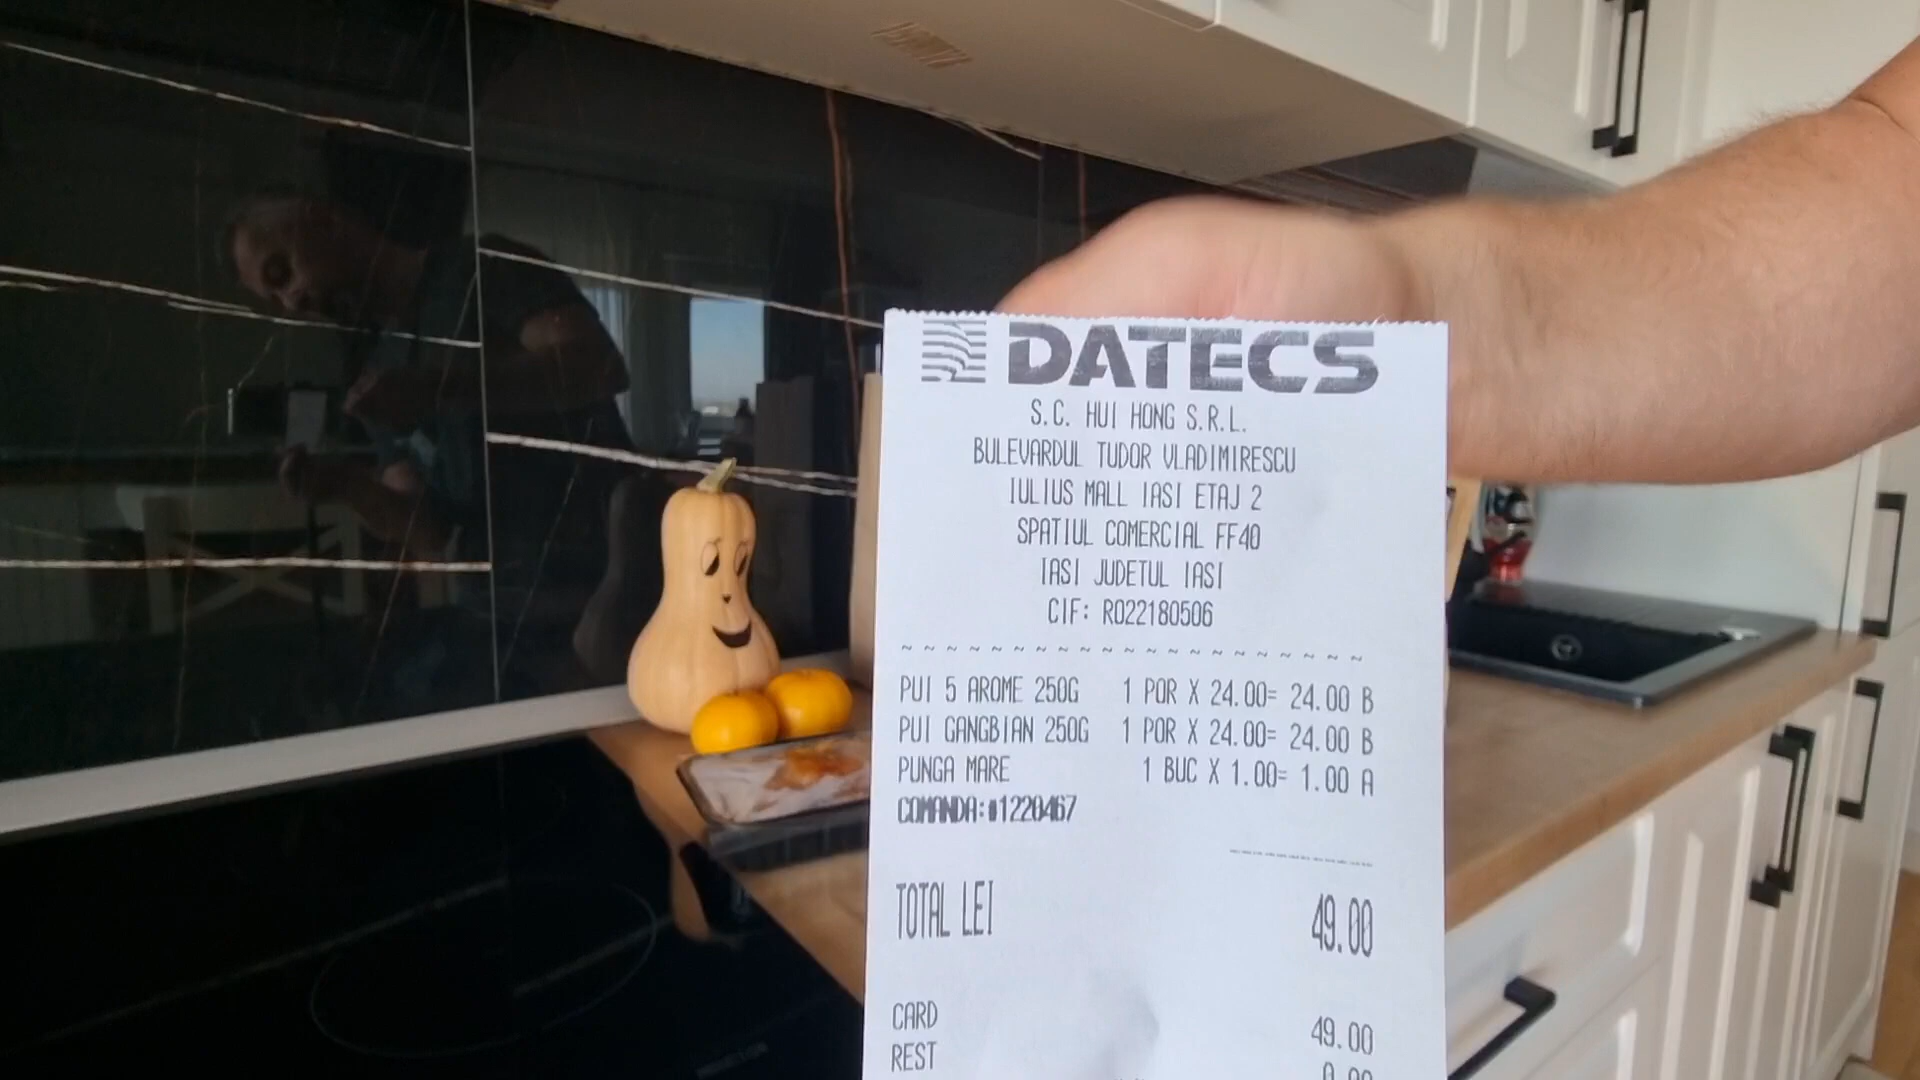 DATECS
S.C. HUI HONG S.R.L.
BULEVARDUL TUDOR VLADIMIRESCU
IULIUS MALL IASI ETAJ 2
SPATIUL COMERCIAL FF40
IASI JUDETUL IASI
CIF: RO22180506
~ ~ ~ ~ ~ ~ ~ ~ ~ ~ ~ ~ ~ ~ ~ ~ ~ ~ ~ ~ ~
PUI 5 AROME 250G 1 POR X 24.00= 24.00 B
PUI GANGBIAN 250G 1 POR X 24.00= 24.00 B
PUNGA MARE 1 BUC X 1.00= 1.00 A
COMANDA:#1220467
TOTAL LEI 49.00
CARD 49.00
REST 0.00